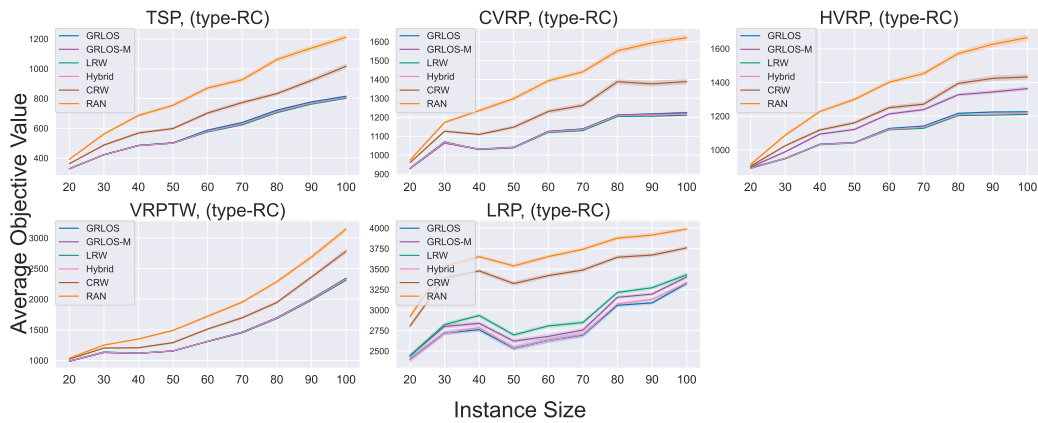 TSP, (type-RC)
CVRP, (type-RC)
HVRP, (type-RC)
GRLOS
GRLOS-M
LRW
Hybrid
CRW
RAN
1200
1000
800
600
400
20 30 40 50 60 70 80 90 100
GRLOS
GRLOS-M
LRW
Hybrid
CRW
RAN
1600
1500
1400
1300
1200
1100
1000
900
20 30 40 50 60 70 80 90 100
GRLOS
GRLOS-M
LRW
Hybrid
CRW
RAN
1600
1400
1200
1000
20 30 40 50 60 70 80 90 100
Average Objective Value
VRPTW, (type-RC)
LRP, (type-RC)
GRLOS
GRLOS-M
LRW
Hybrid
CRW
RAN
3000
2500
2000
1500
1000
20 30 40 50 60 70 80 90 100
GRLOS
GRLOS-M
LRW
Hybrid
CRW
RAN
4000
3750
3500
3250
3000
2750
2500
20 30 40 50 60 70 80 90 100
Instance Size